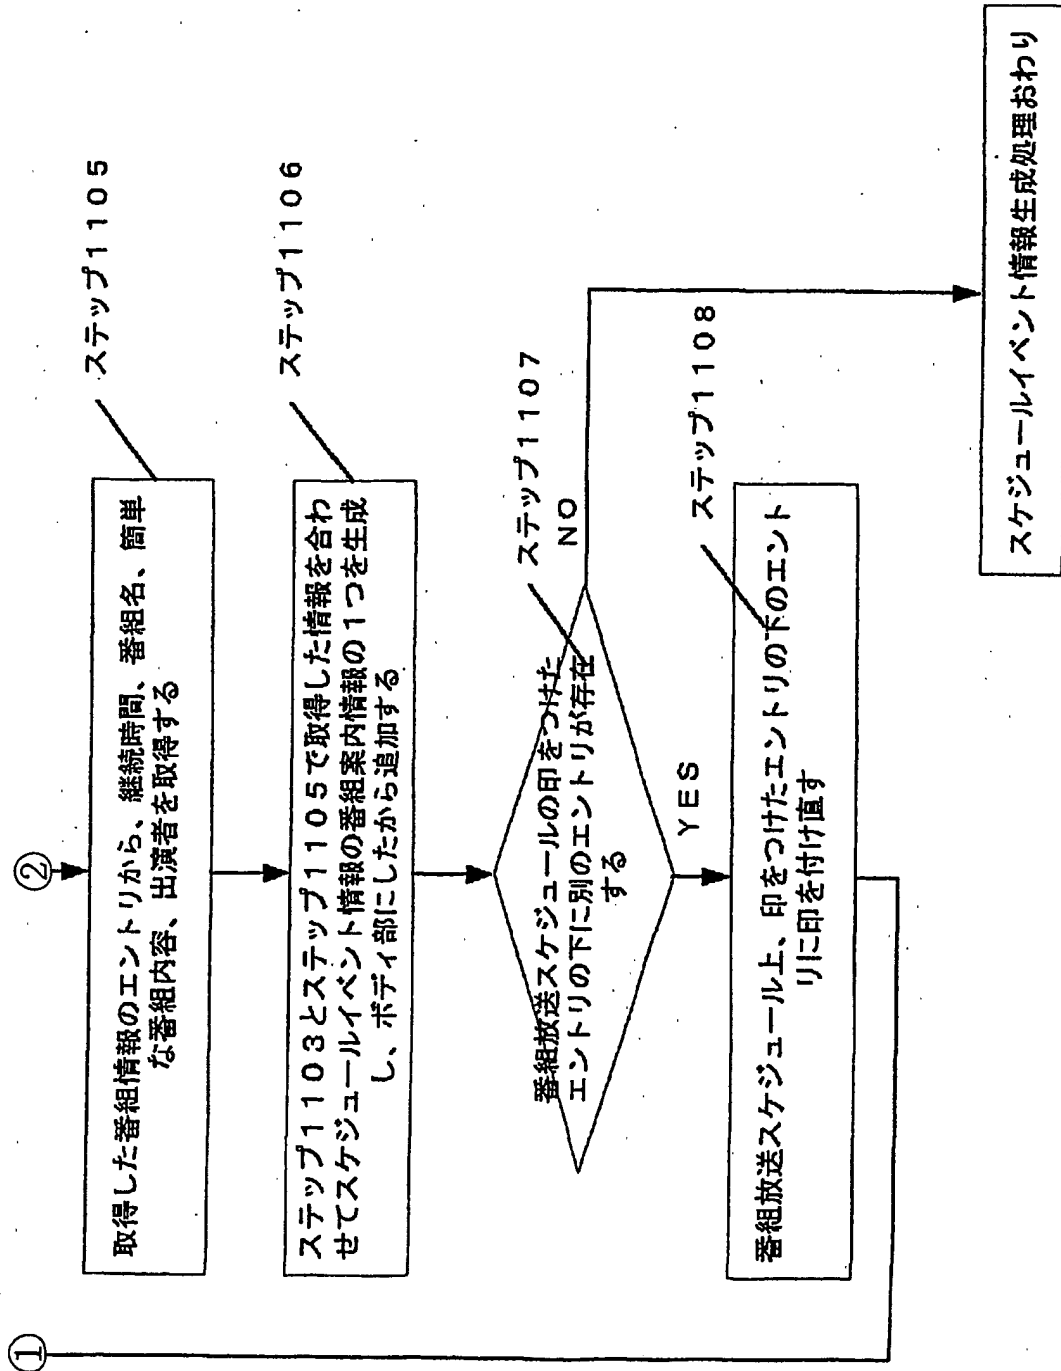 ①
②
ステップ1105
取得した番組情報のエントリから、継続時間、番組名、簡単
な番組内容、出演者を取得する
ステップ1106
ステップ1103とステップ1105で取得した情報を合わ
せてスケジュールイベント情報の番組案内情報の1つを生成
し、ボディ部にしたから追加する
ステップ1107
番組放送スケジュールの印をつけた
エントリの下に別のエントリが存在
する
NO
YES
ステップ1108
番組放送スケジュール上、印をつけたエントリの下のエント
リに印を付け直す
スケジュールイベント情報生成処理おわり